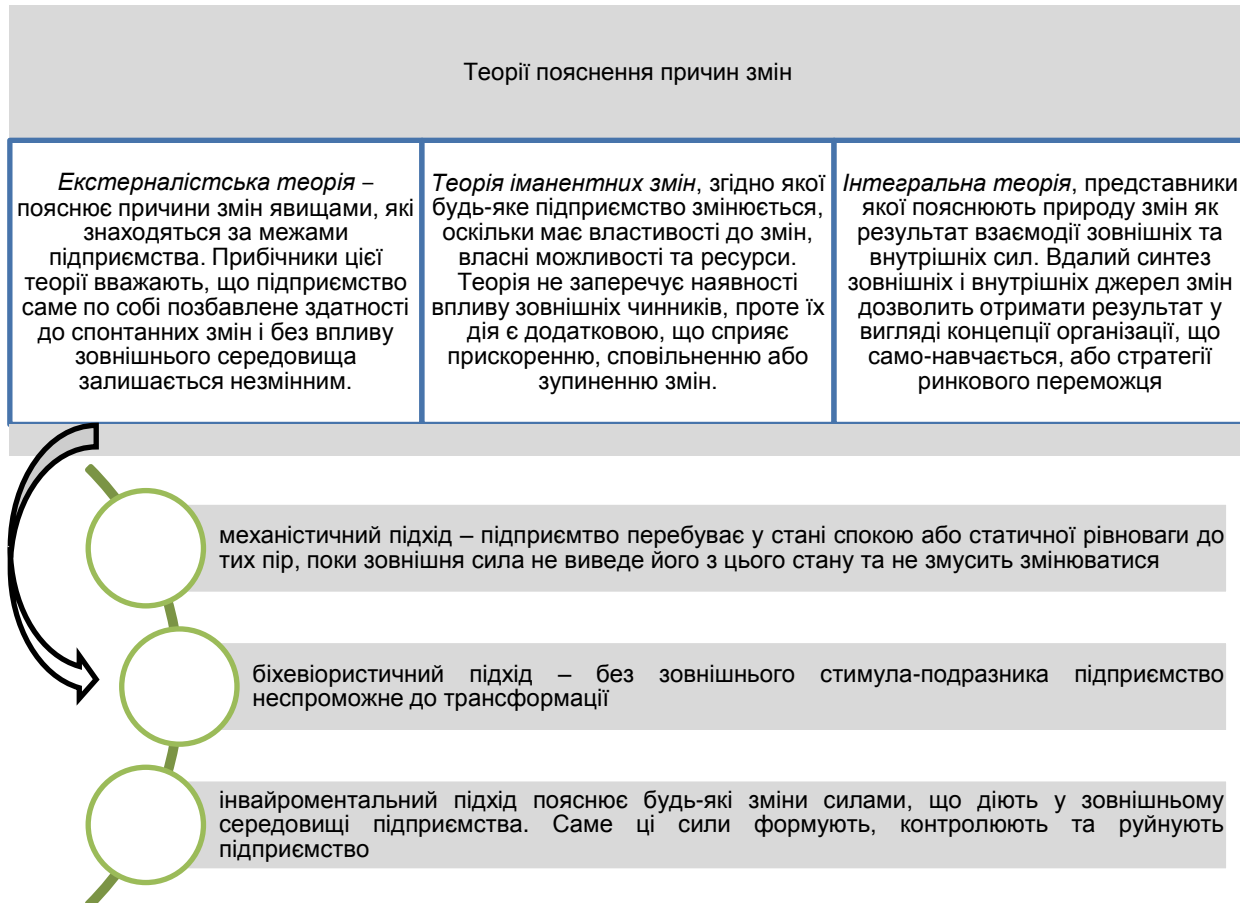 Теорії пояснення причин змін
Екстерналістська теорія –
пояснює причини змін явищами, які
знаходяться за межами
підприємства. Прибічники цієї
теорії вважають, що підприємство
саме по собі позбавлене здатності
до спонтанних змін і без впливу
зовнішнього середовища
залишається незмінним.
Теорія іманентних змін, згідно якої
будь-яке підприємство змінюється,
оскільки має властивості до змін,
власні можливості та ресурси.
Теорія не заперечує наявності
впливу зовнішніх чинників, проте їх
дія є додатковою, що сприяє
прискоренню, сповільненню або
зупиненню змін.
Інтегральна теорія, представники
якої пояснюють природу змін як
результат взаємодії зовнішніх та
внутрішніх сил. Вдалий синтез
зовнішніх і внутрішніх джерел змін
дозволить отримати результат у
вигляді концепції організації, що
само-навчається, або стратегії
ринкового переможця
механістичний підхід – підприємтво перебуває у стані спокою або статичної рівноваги до
тих пір, поки зовнішня сила не виведе його з цього стану та не змусить змінюватися
біхевіористичний підхід – без зовнішнього стимула-подразника підприємство
неспроможне до трансформації
інвайроментальний підхід пояснює будь-які зміни силами, що діють у зовнішньому
середовищі підприємства. Саме ці сили формують, контролюють та руйнують
підприємство